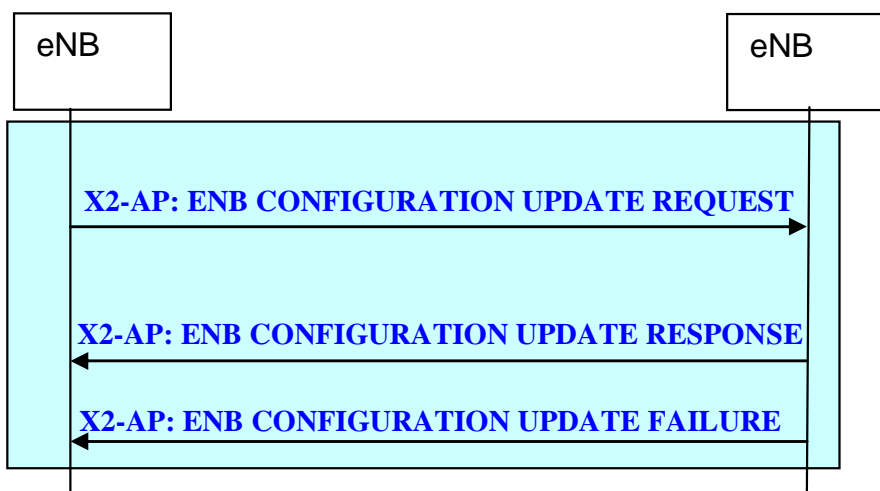 eNB
eNB
X2-AP: ENB CONFIGURATION UPDATE REQUEST
X2-AP: ENB CONFIGURATION UPDATE RESPONSE
X2-AP: ENB CONFIGURATION UPDATE FAILURE